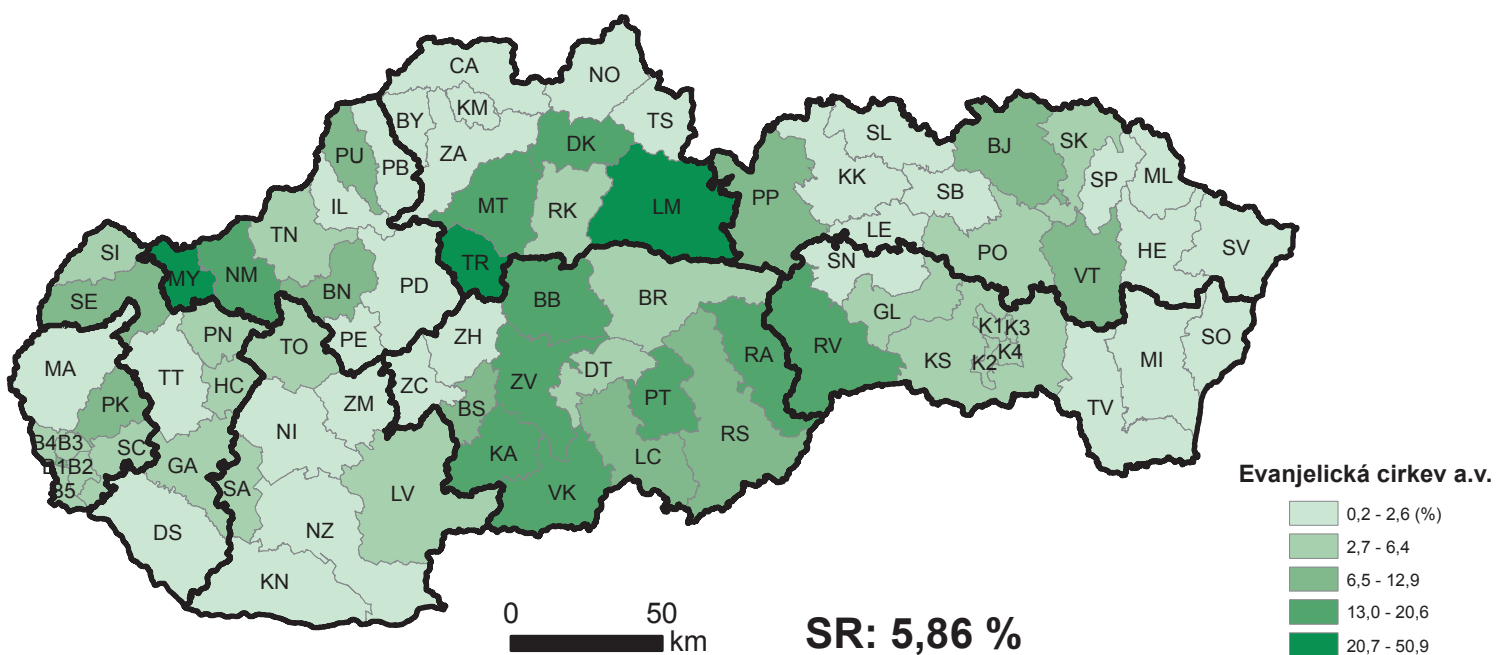 CA
NO
KM
BY
TS
DK
SL
ZA
PU
PB
BJ
SK
SP
ML
KK
SB
PP
IL
MT
RK
LM
LE
TN
SI
MY
NM
TR
SN
PO
VT
HE
SV
SE
BN
PD
BB
BR
GL
PN
TO
PE
ZH
RV
K1
K3
K4
K2
KS
SO
MI
MA
TT
HC
ZC
ZM
ZV
DT
RA
PT
TV
PK
NI
BS
RS
B4
B3
SC
GA
KA
LC
B1
B2
B5
SA
LV
VK
DS
NZ
KN
Evanjelická cirkev a.v.
0,2 - 2,6 (%)
2,7 - 6,4
6,5 - 12,9
13,0 - 20,6
20,7 - 50,9
0 50
km
SR: 5,86 %